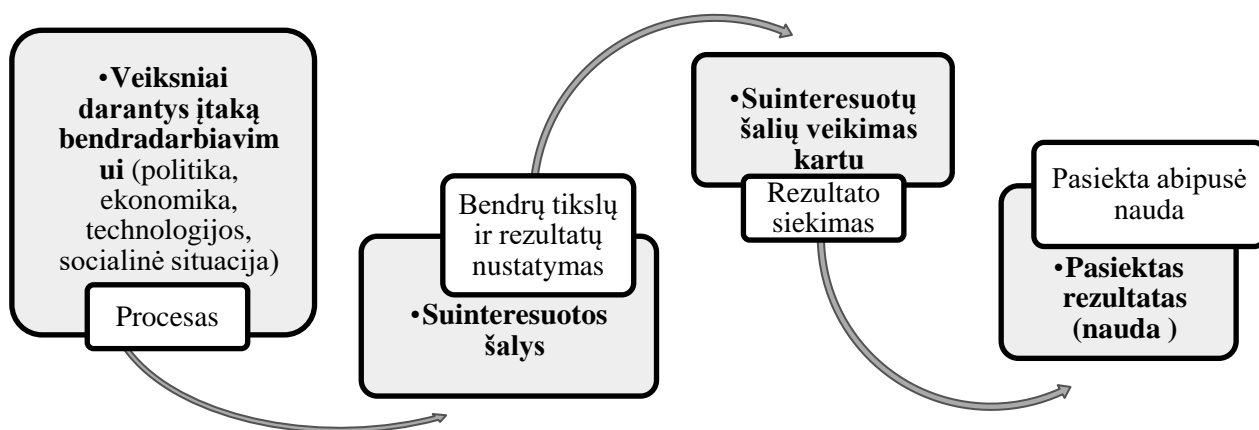 •Veiksniai
darantys įtaką
bendradarbiavim
ui (politika,
ekonomika,
technologijos,
socialinė situacija)
Procesas
Bendrų tikslų
ir rezultatų
nustatymas
•Suinteresuotos
šalys
•Suinteresuotų
šalių veikimas
kartu
Rezultato
siekimas
Pasiekta abipusė
nauda
•Pasiektas
rezultatas
(nauda )